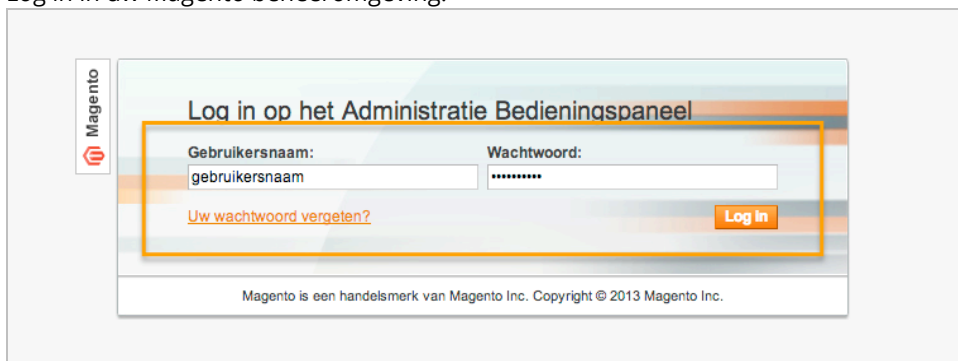 Log in in uw Magento beheeromgeving.
Magento
Log in op het Administratie Bedieningspaneel
Gebruikersnaam: Wachtwoord:
gebruikersnaam ••••••••••
Uw wachtwoord vergeten? Log in
Magento is een handelsmerk van Magento Inc. Copyright © 2013 Magento Inc.